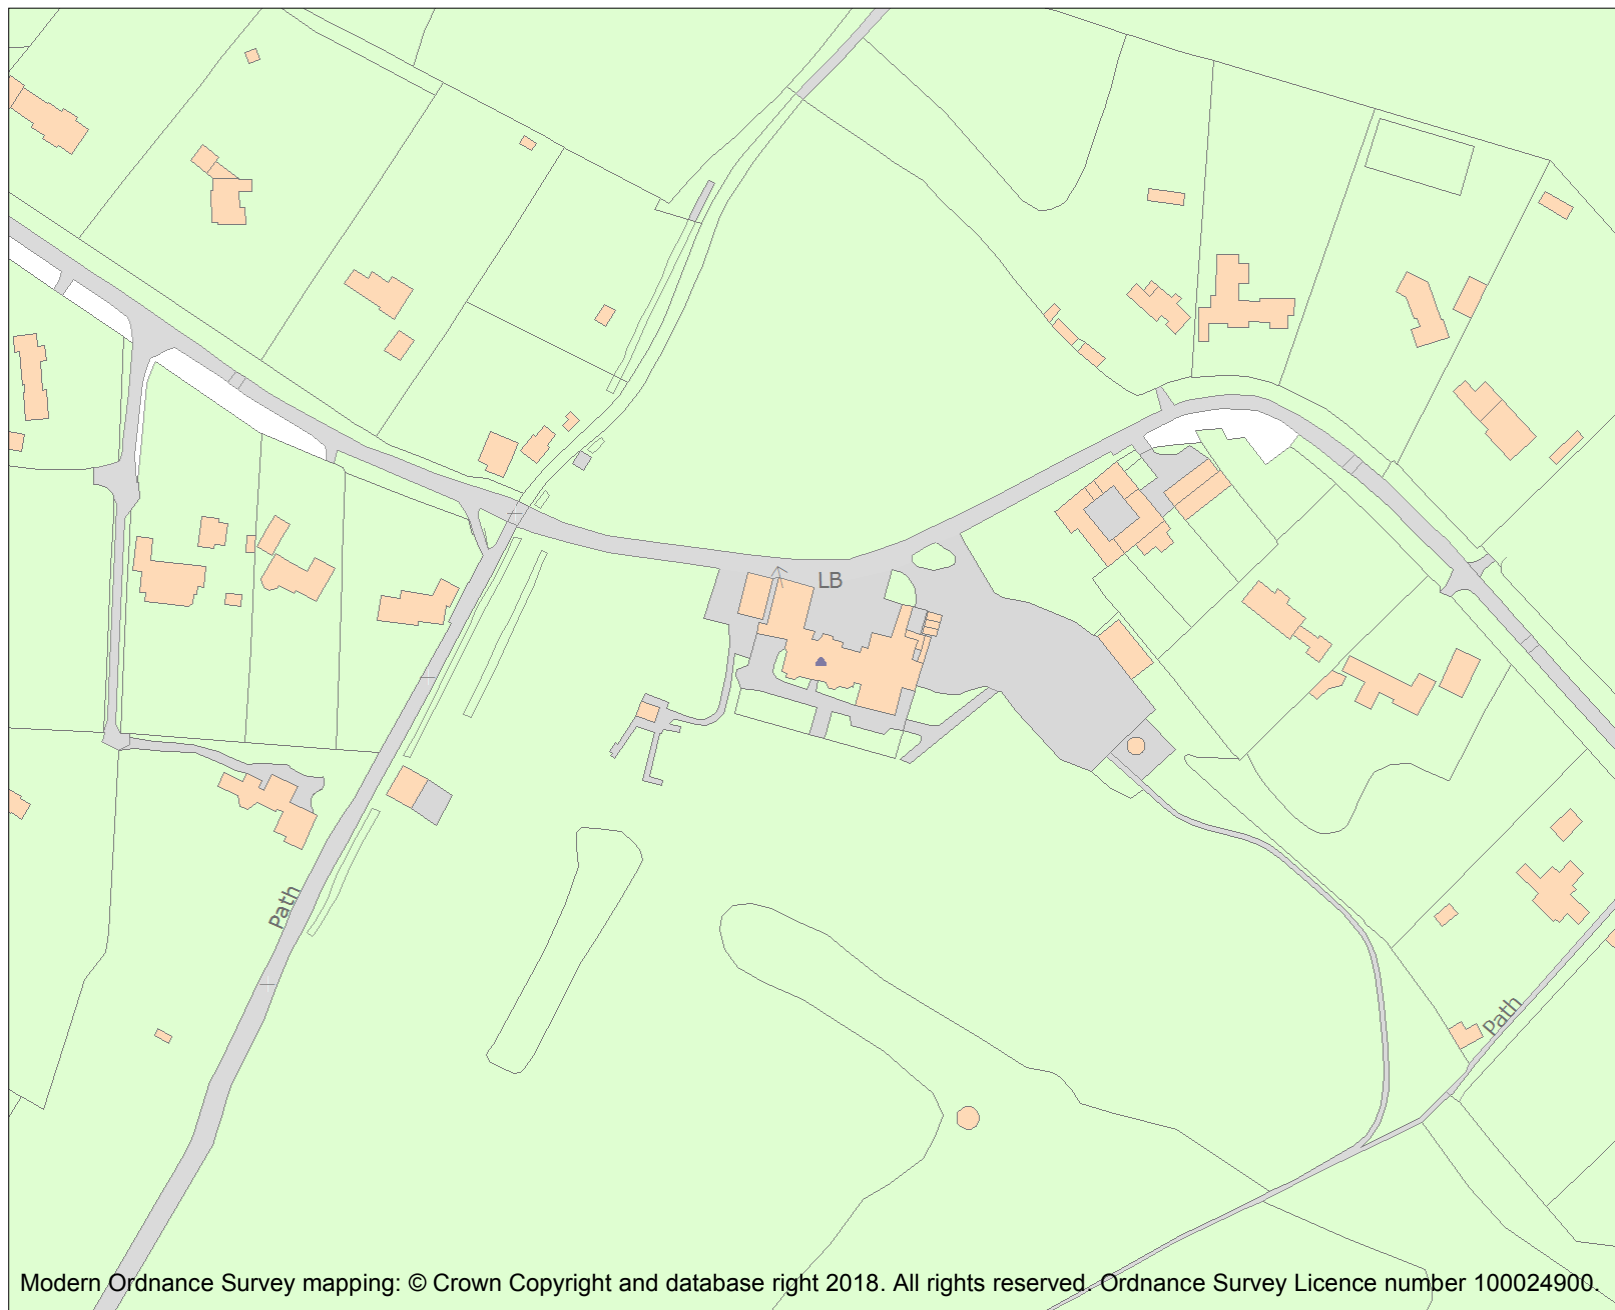 LB
Path
Path
Modern Ordnance Survey mapping: © Crown Copyright and database right 2018. All rights reserved. Ordnance Survey Licence number 100024900.